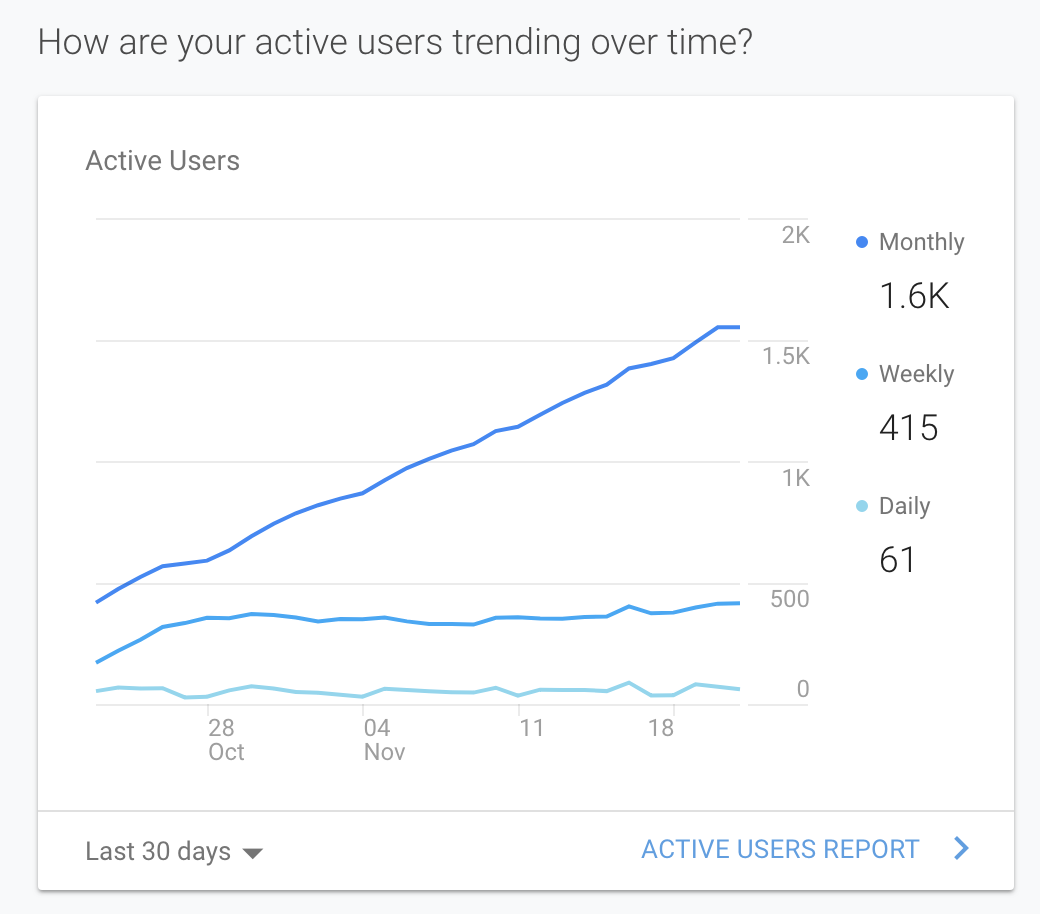 How are your active users trending over time?
Active Users
2K
1.5K
1K
500
0
28
Oct
04
Nov
11
18
Monthly
1.6K
Weekly
415
Daily
61
Last 30 days
ACTIVE USERS REPORT